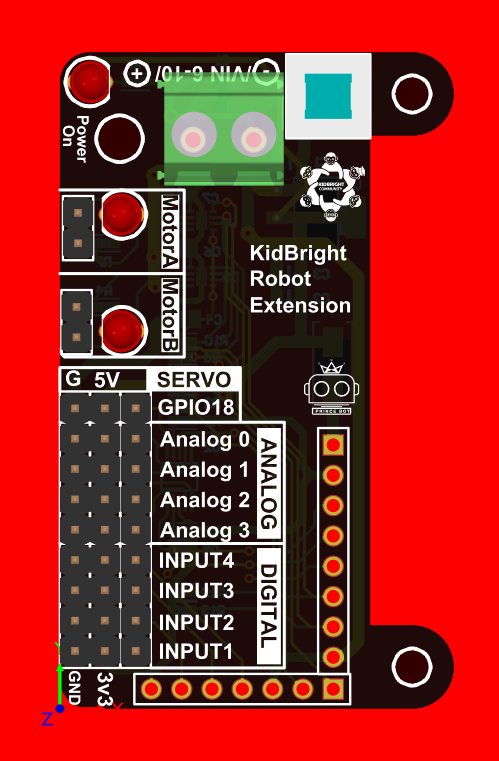 + /VIN 6-10/ -
Power
On
KIDBRIGHT
COMMUNITY
MotorA
KidBright
Robot
Extension
MotorB
PRINCE BOT
G 5V SERVO
GPIO18
Analog 0
Analog 1
Analog 2
Analog 3
ANALOG
INPUT4
INPUT3
INPUT2
INPUT1
DIGITAL
GND
3v3
Z